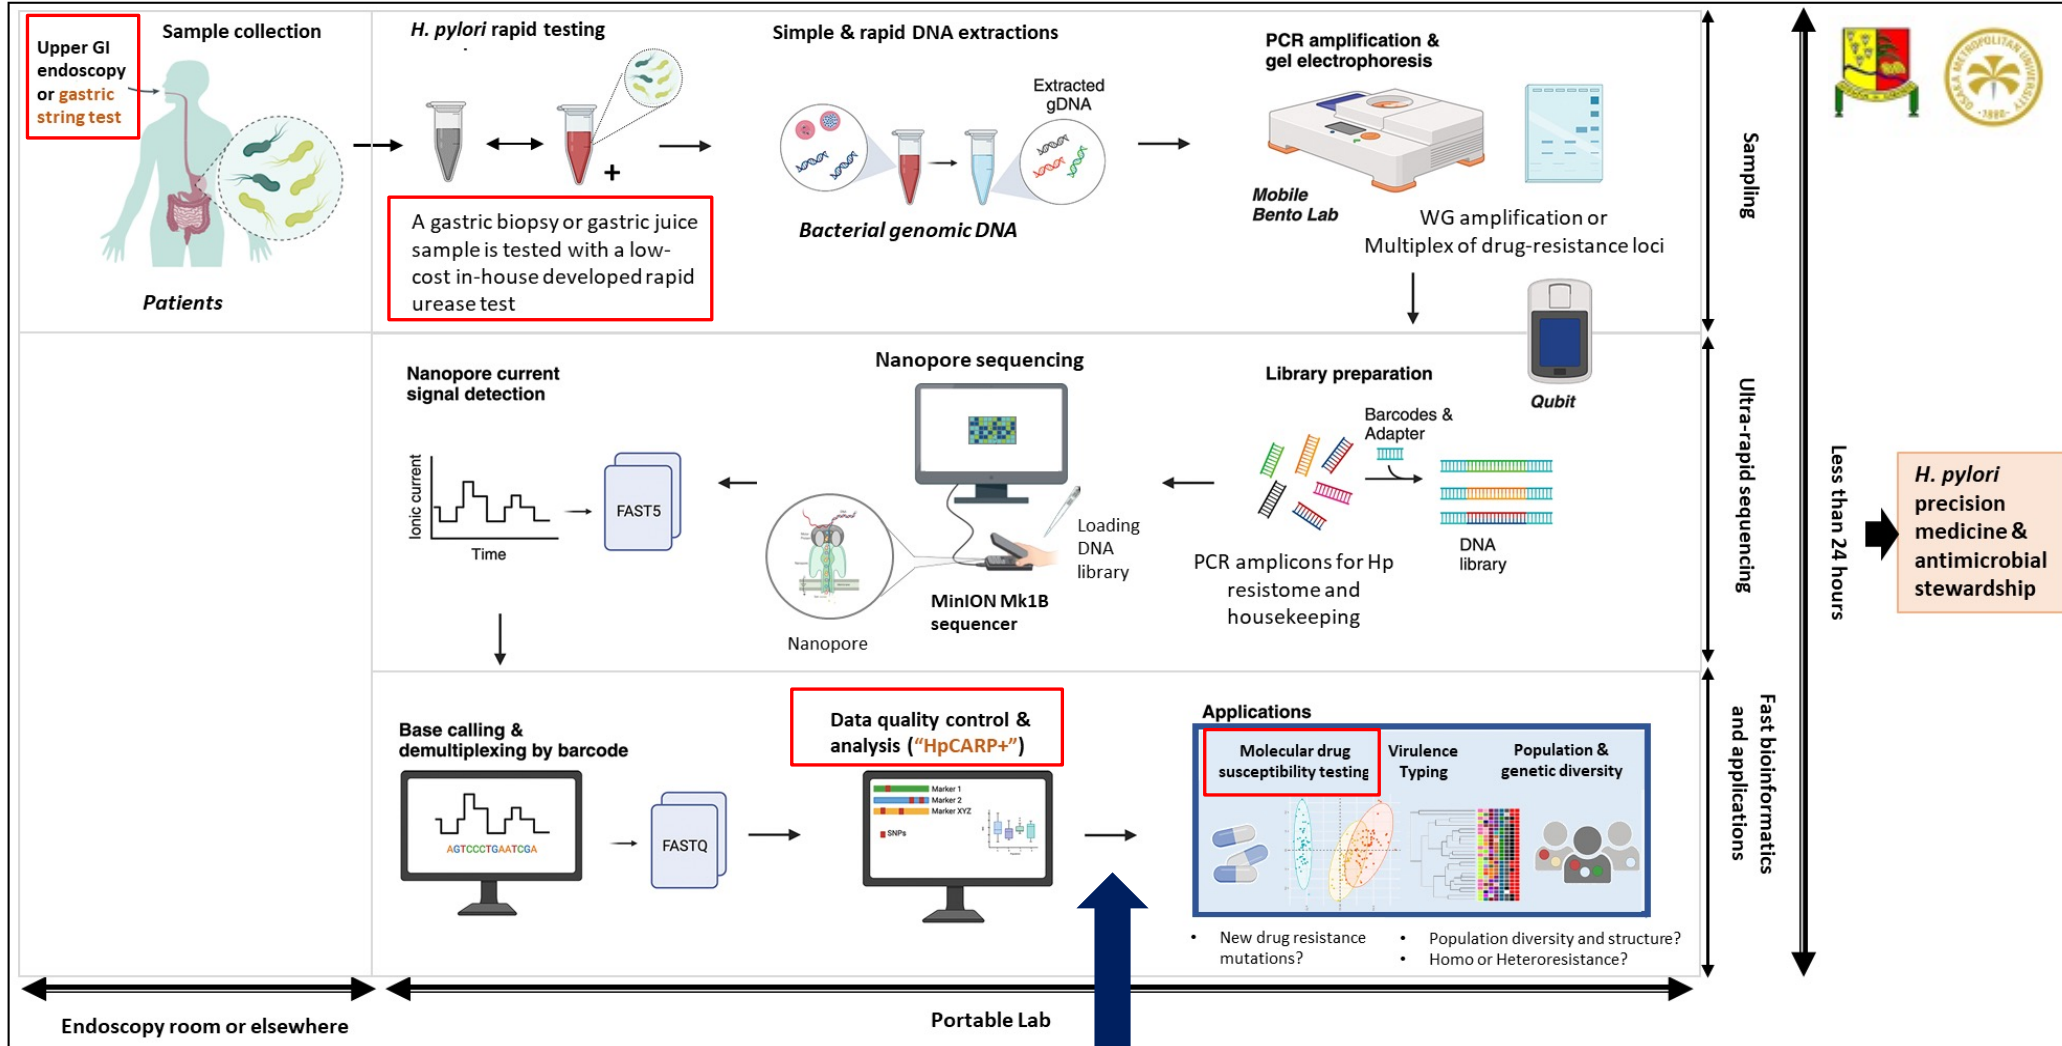 Upper GI
endoscopy
or gastric
string test
Sample collection
Patients
H. pylori rapid testing
+
A gastric biopsy or gastric juice
sample is tested with a low-
cost in-house developed rapid
urease test
Simple & rapid DNA extractions
Extracted
gDNA
Bacterial genomic DNA
PCR amplification &
gel electrophoresis
Mobile
Bento Lab
WG amplification or
Multiplex of drug-resistance loci
Sampling
OSAKA METROPOLITAN UNIVERSITY
-1880-
Nanopore current
signal detection
Ionic current
Time
FAST5
Nanopore sequencing
Nanopore
MinION Mk1B
sequencer
Loading
DNA
library
Library preparation
Barcodes &
Adapter
DNA
library
PCR amplicons for Hp
resistome and
housekeeping
Qubit
Ultra-rapid sequencing
Less than 24 hours
H. pylori
precision
medicine &
antimicrobial
stewardship
Base calling &
demultiplexing by barcode
AGTCCCTGAATCGA
FASTQ
Data quality control &
analysis (“HpCARP+”)
Marker 1
Marker 2
Marker XYZ
SNPs
Applications
Molecular drug
susceptibility testing
Virulence
Typing
Population &
genetic diversity
• New drug resistance
mutations?
• Population diversity and structure?
• Homo or Heteroresistance?
Fast bioinformatics
and applications
Endoscopy room or elsewhere
Portable Lab